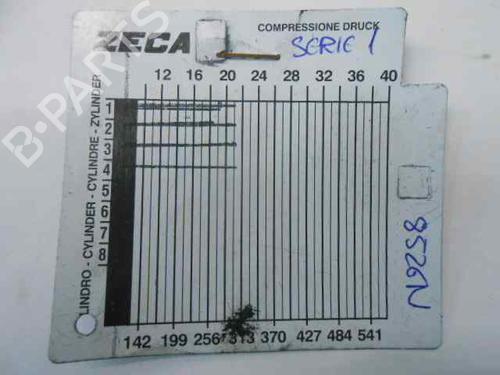 ZECA
COMPRESSIONE DRUCK
SERIE 1
12 16 20 24 28 32 36 40
LINDRO - CYLINDER - CYLINDRE - ZYLINDER
1
2
3
4
5
6
7
8
8526N
142 199 256 313 370 427 484 541
B-PARTS